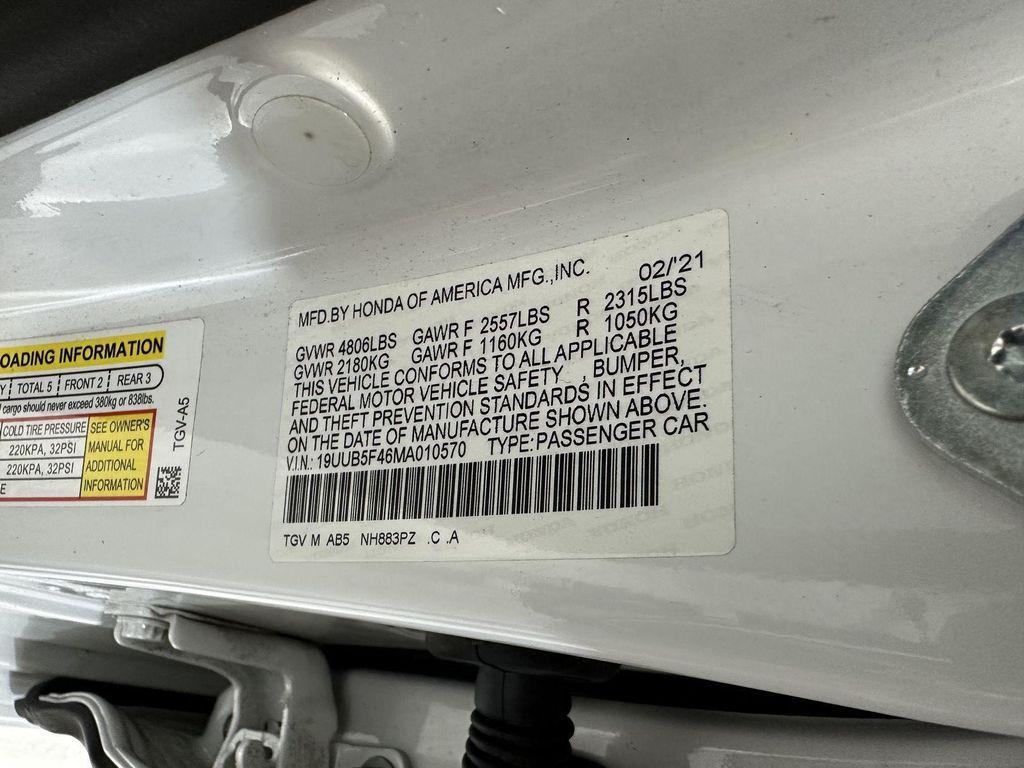 OADING INFORMATION
Y TOTAL 5 FRONT 2 REAR 3
cargo should never exceed 380kg or 838lbs.
COLD TIRE PRESSURE
220KPA, 32PSI
220KPA, 32PSI
E
SEE OWNER'S
MANUAL FOR
ADDITIONAL
INFORMATION
TGV-A5
MFD.BY HONDA OF AMERICA MFG.,INC. 02/'21
GVWR 4806LBS GAWR F 2557LBS R 2315LBS
GVWR 2180KG GAWR F 1160KG R 1050KG
THIS VEHICLE CONFORMS TO ALL APPLICABLE
FEDERAL MOTOR VEHICLE SAFETY , BUMPER,
AND THEFT PREVENTION STANDARDS IN EFFECT
ON THE DATE OF MANUFACTURE SHOWN ABOVE.
V.I.N.: 19UUB5F46MA010570 TYPE:PASSENGER CAR
TGV M AB5 NH883PZ .C .A